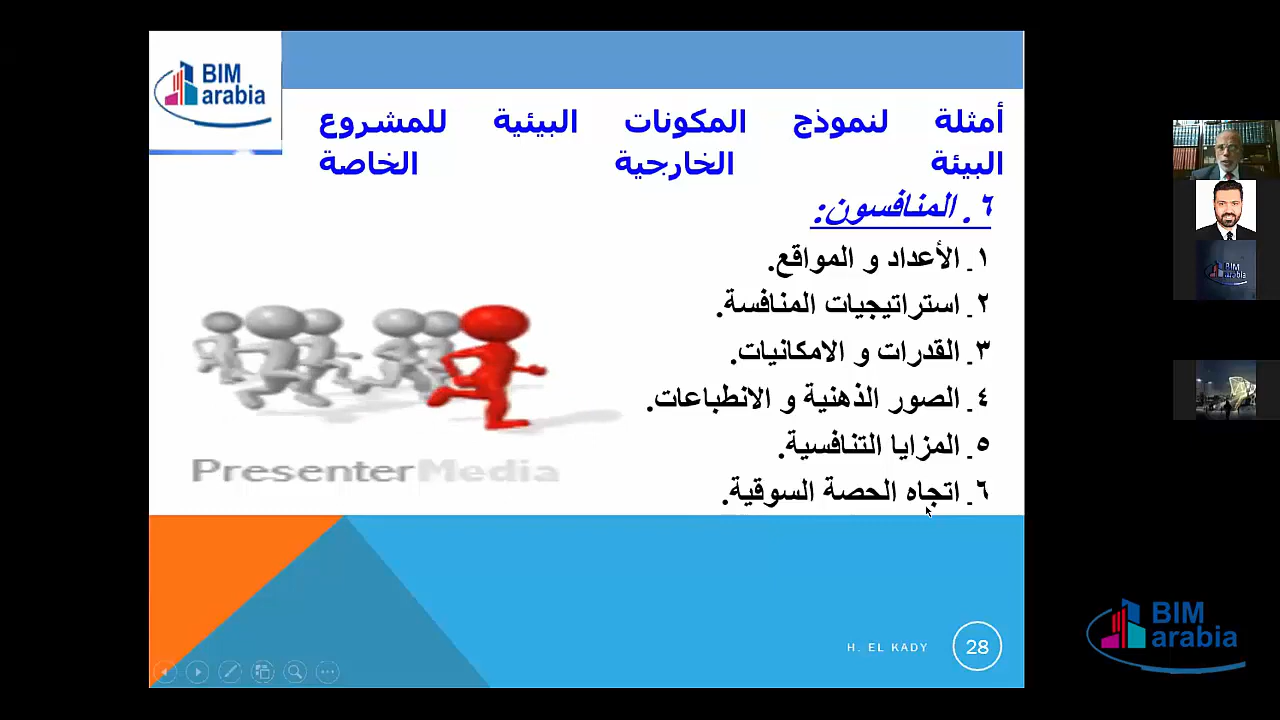 BIM
arabia
أمثلة لنموذج المكونات البيئية للمشروع
البيئة الخارجية الخاصة
٦. المنافسون:
١. الأعداد و المواقع.
٢. استراتيجيات المنافسة.
٣. القدرات و الامكانيات.
٤. الصور الذهنية و الانطباعات.
٥. المزايا التنافسية.
٦. اتجاه الحصة السوقية.
PresenterMedia
H. EL KADY
28
BIM
arabia
BIM
arabia